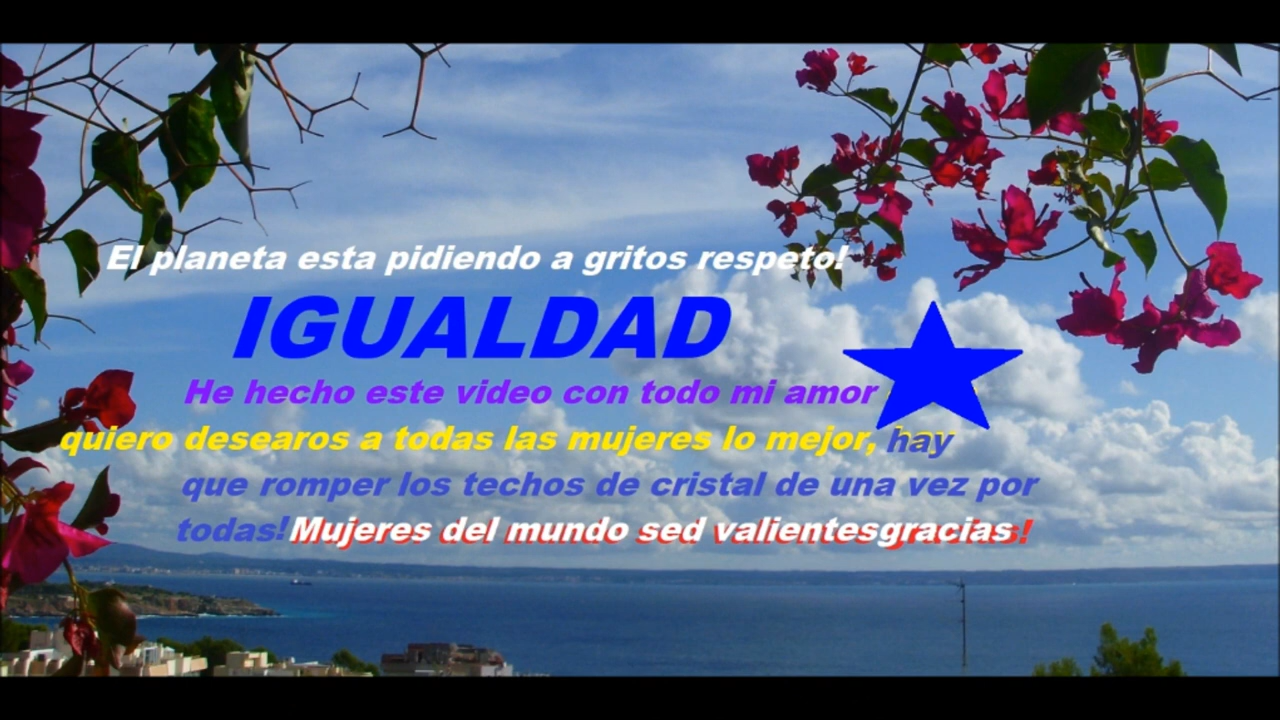 El planeta esta pidiendo a gritos respeto!
IGUALDAD
He hecho este video con todo mi amor
quiero desearos a todas las mujeres lo mejor, hay
que romper los techos de cristal de una vez por
todas! Mujeres del mundo sed valientesgracias!